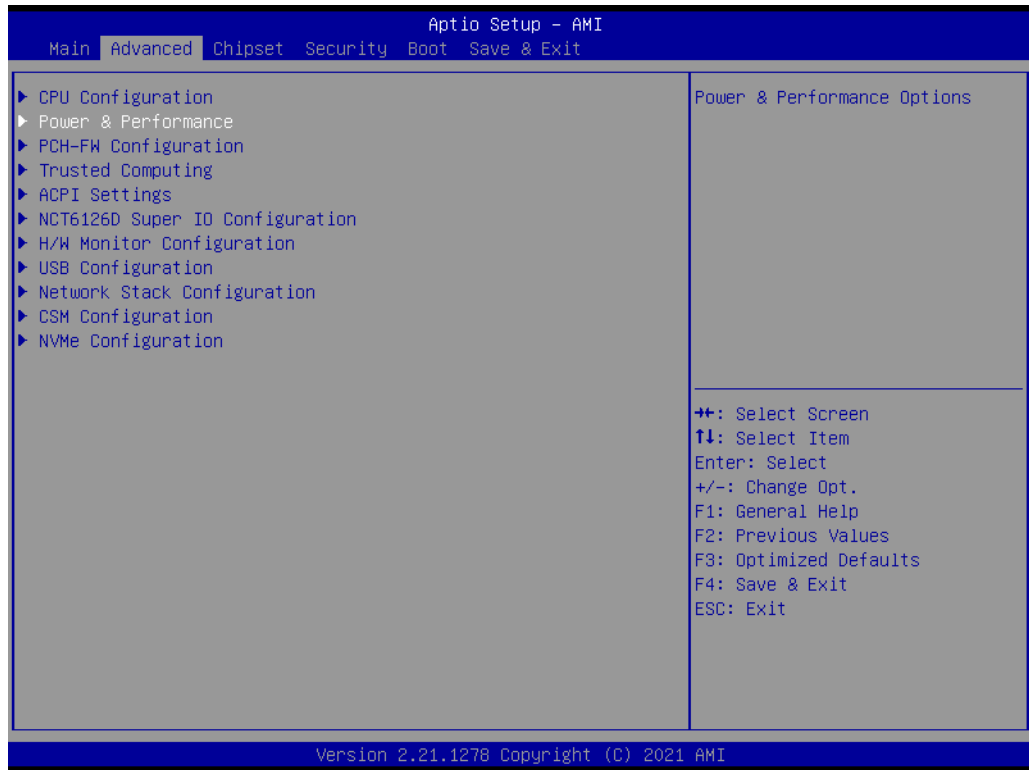 Aptio Setup – AMI
Main Advanced Chipset Security Boot Save & Exit
▶ CPU Configuration
▶ Power & Performance
▶ PCH-FW Configuration
▶ Trusted Computing
▶ ACPI Settings
▶ NCT6126D Super IO Configuration
▶ H/W Monitor Configuration
▶ USB Configuration
▶ Network Stack Configuration
▶ CSM Configuration
▶ NVMe Configuration
Power & Performance Options
→←: Select Screen
↑↓: Select Item
Enter: Select
+/-: Change Opt.
F1: General Help
F2: Previous Values
F3: Optimized Defaults
F4: Save & Exit
ESC: Exit
Version 2.21.1278 Copyright (C) 2021 AMI